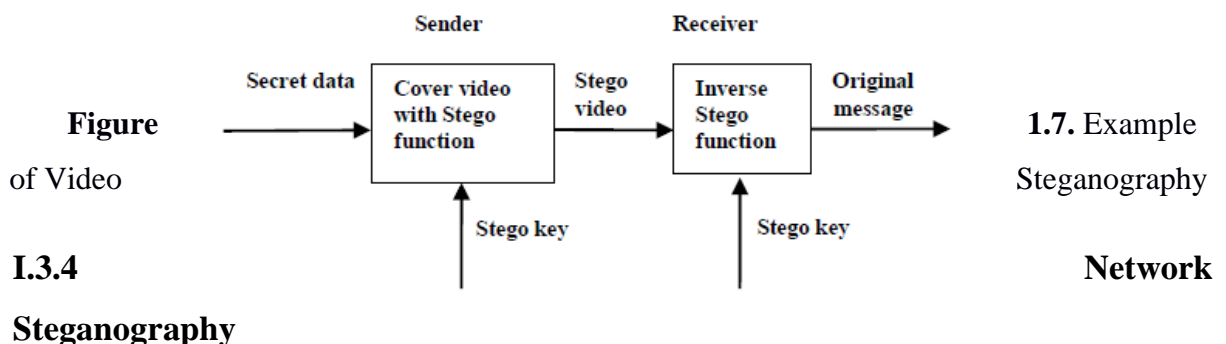 Sender
Receiver
Secret data
Cover video
with Stego
function
Stego
video
Inverse
Stego
function
Original
message
Stego key
Stego key
Figure 1.7. Example
of Video Steganography
I.3.4 Network
Steganography